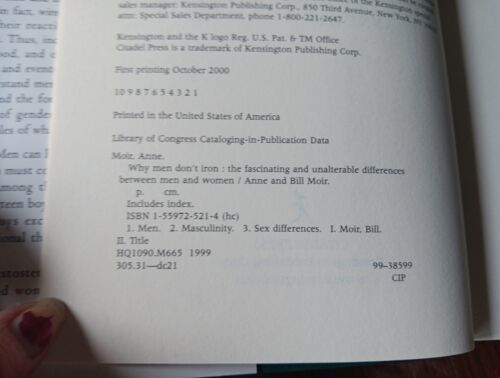 sales manager: Kensington Publishing Corp., 850 Third Avenue, New York, NY
attn: Special Sales Department, phone 1-800-221-2647.
Kensington and the K logo Reg. U.S. Pat. & TM Office
Citadel Press is a trademark of Kensington Publishing Corp.
First printing October 2000
10 9 8 7 6 5 4 3 2 1
Printed in the United States of America
Library of Congress Cataloging-in-Publication Data
Moir, Anne.
Why men don't iron : the fascinating and unalterable differences
between men and women / Anne and Bill Moir.
p. cm.
Includes index.
ISBN 1-55972-521-4 (hc)
1. Men. 2. Masculinity. 3. Sex differences. I. Moir, Bill.
II. Title
HQ1090.M665 1999
305.31—dc21 99-38599
CIP